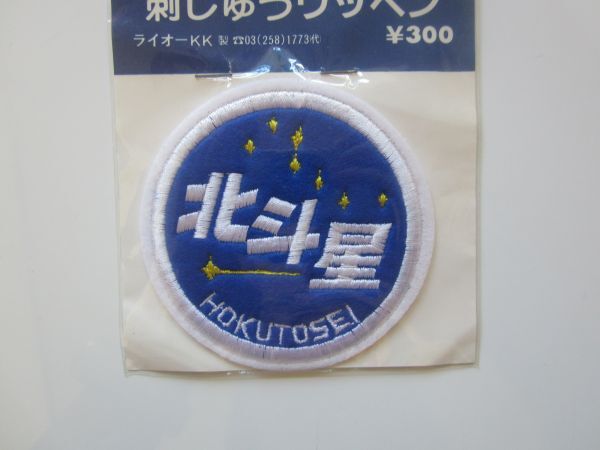 刺しゅうワッペン
ライオーKK 製 ☎03(258)1773代
¥300
北斗星
HOKUTOSEI